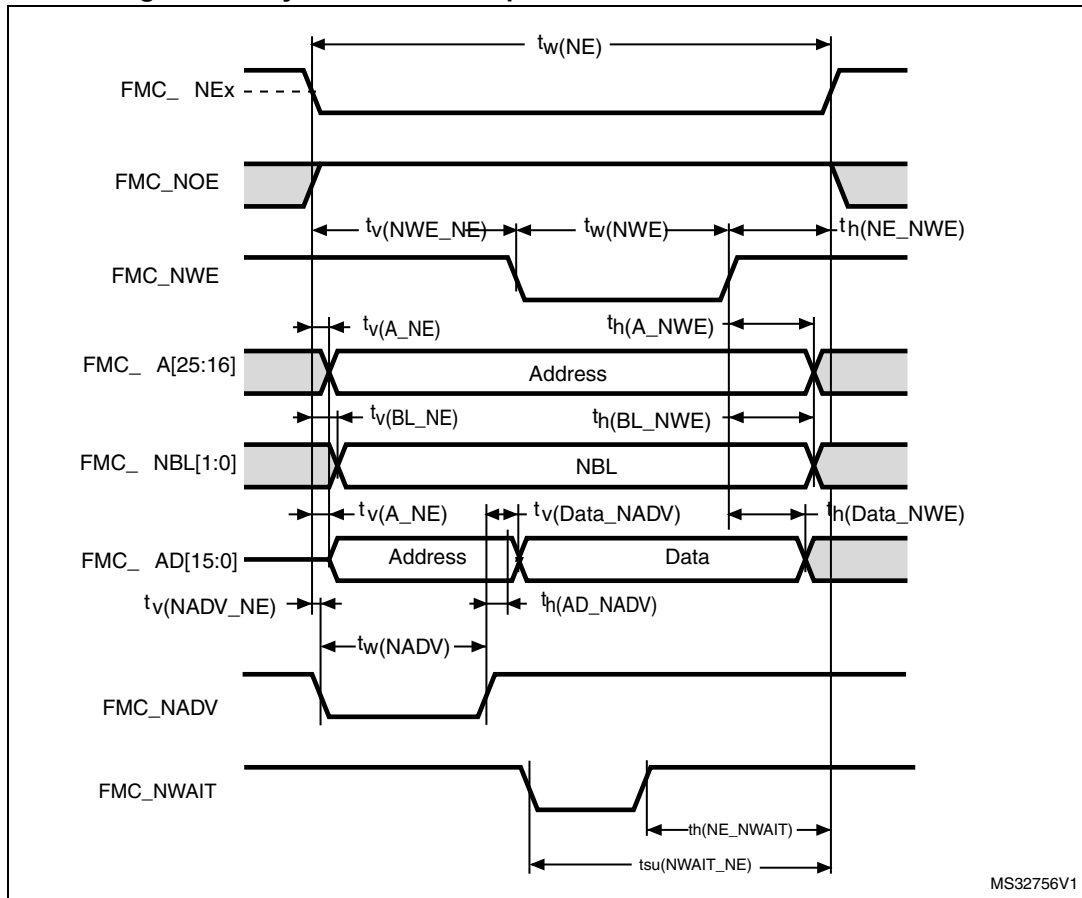 tw(NE)
FMC_ NEx
FMC_NOE
tv(NWE_NE) tw(NWE) th(NE_NWE)
FMC_NWE
tv(A_NE) th(A_NWE)
FMC_ A[25:16] Address
tv(BL_NE) th(BL_NWE)
FMC_ NBL[1:0] NBL
tv(A_NE) tv(Data_NADV) th(Data_NWE)
FMC_ AD[15:0] Address Data
tv(NADV_NE) th(AD_NADV)
tw(NADV)
FMC_NADV
FMC_NWAIT
th(NE_NWAIT)
tsu(NWAIT_NE)
MS32756V1